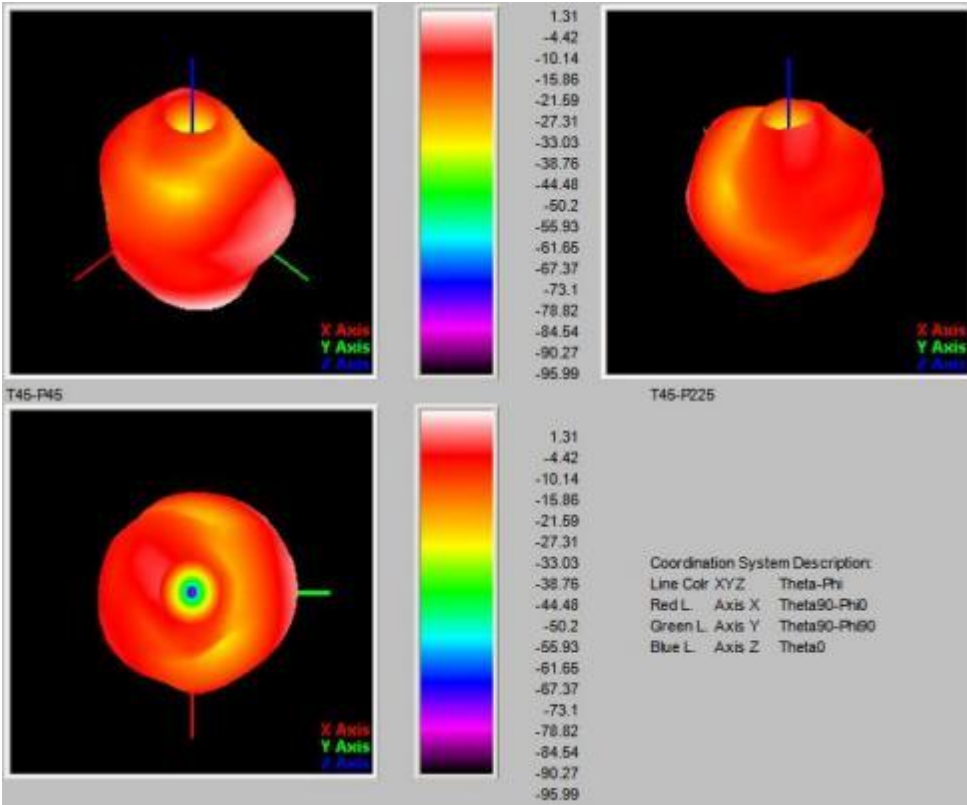 1.31
-4.42
-10.14
-15.86
-21.59
-27.31
-33.03
-38.76
-44.48
-50.2
-55.93
-61.65
-67.37
-73.1
-78.82
-84.54
-90.27
-95.99
X Axis
Y Axis
Z Axis
X Axis
Y Axis
Z Axis
T45-P45
T45-P225
1.31
-4.42
-10.14
-15.86
-21.59
-27.31
-33.03
-38.76
-44.48
-50.2
-55.93
-61.65
-67.37
-73.1
-78.82
-84.54
-90.27
-95.99
X Axis
Y Axis
Z Axis
Coordination System Description:
Line Colr XYZ Theta-Phi
Red L. Axis X Theta90-Phi0
Green L. Axis Y Theta90-Phi90
Blue L. Axis Z Theta0